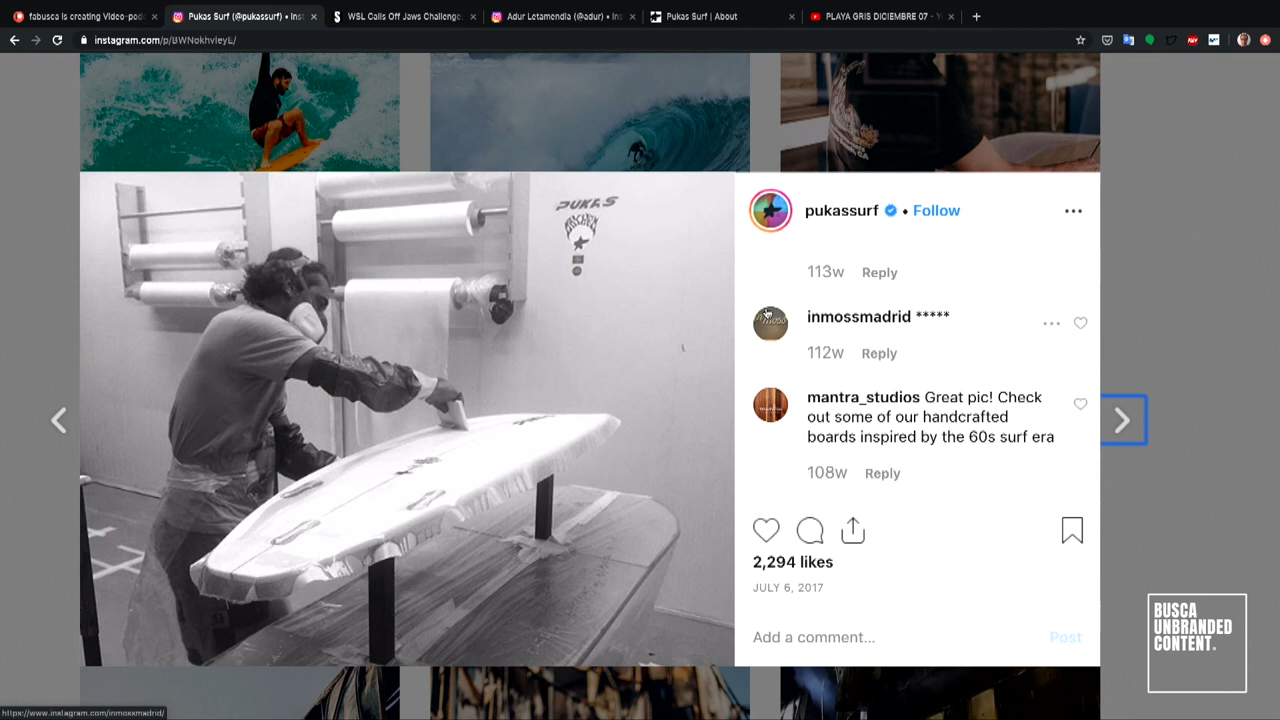 fabusca is creating Video-pod
Pukas Surf (@pukassurf) • Inst
WSL Calls Off Jaws Challenge,
Adur Letamendia (@adur) • Ins
Pukas Surf | About
PLAYA GRIS DICIEMBRE 07 - Y
instagram.com/p/BWNokhvleyL/
PUKAS
pukassurf • Follow
113w Reply
inmossmadrid *****
112w Reply
mantra_studios Great pic! Check
out some of our handcrafted
boards inspired by the 60s surf era
108w Reply
2,294 likes
JULY 6, 2017
Add a comment... Post
BUSCA
UNBRANDED
CONTENT.
https://www.instagram.com/inmossmadrid/